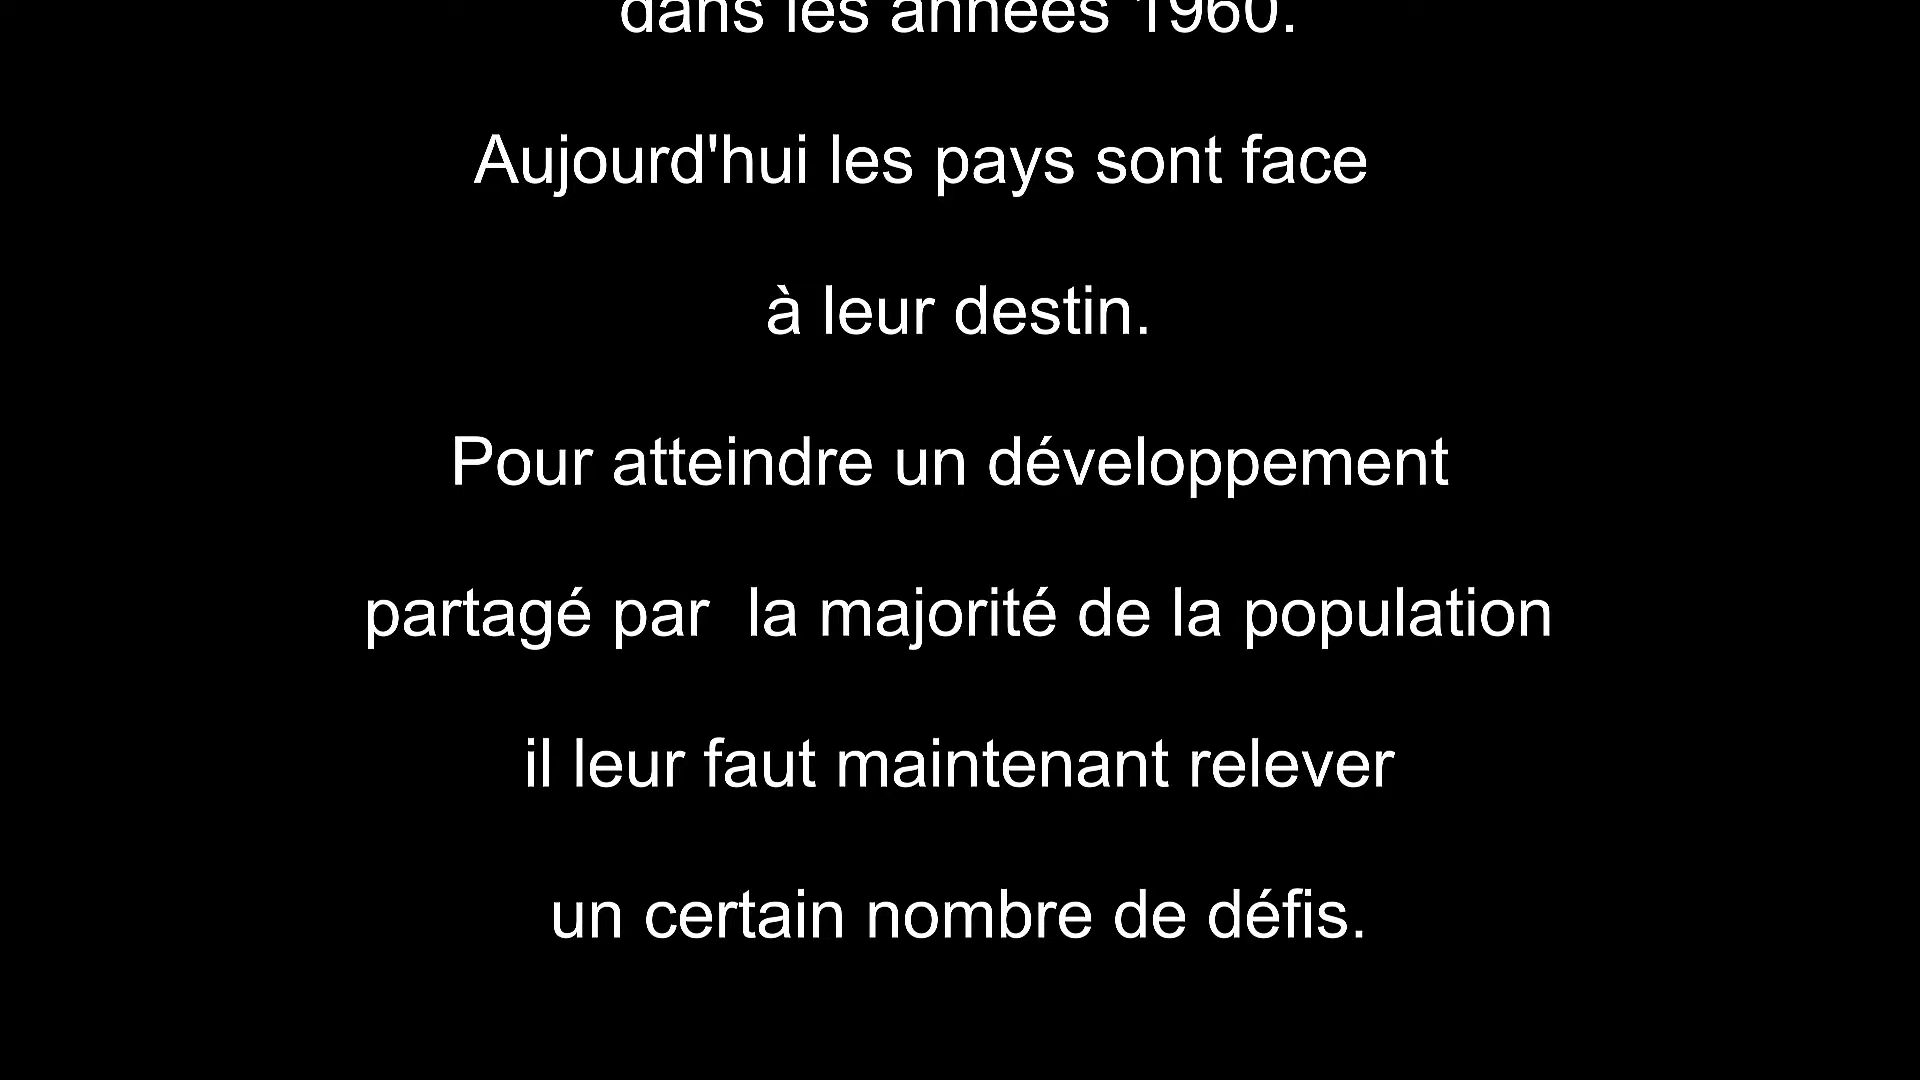 dans les années 1960.
Aujourd'hui les pays sont face
à leur destin.
Pour atteindre un développement
partagé par  la majorité de la population
il leur faut maintenant relever
un certain nombre de défis.